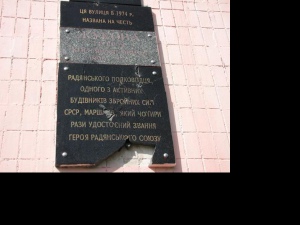 ЦЯ ВУЛИЦЯ В 1974 р.
НАЗВАНА НА ЧЕСТЬ
РАДЯНСЬКОГО ПОЛКОВОДЦЯ,
ОДНОГО З АКТИВНИХ
БУДІВНИКІВ ЗБРОЙНИХ СИЛ
СРСР, МАРШАЛА, ЯКИЙ ЧОТИРИ
РАЗИ УДОСТОЄНИЙ ЗВАННЯ
ГЕРОЯ РАДЯНСЬКОГО СОЮЗУ